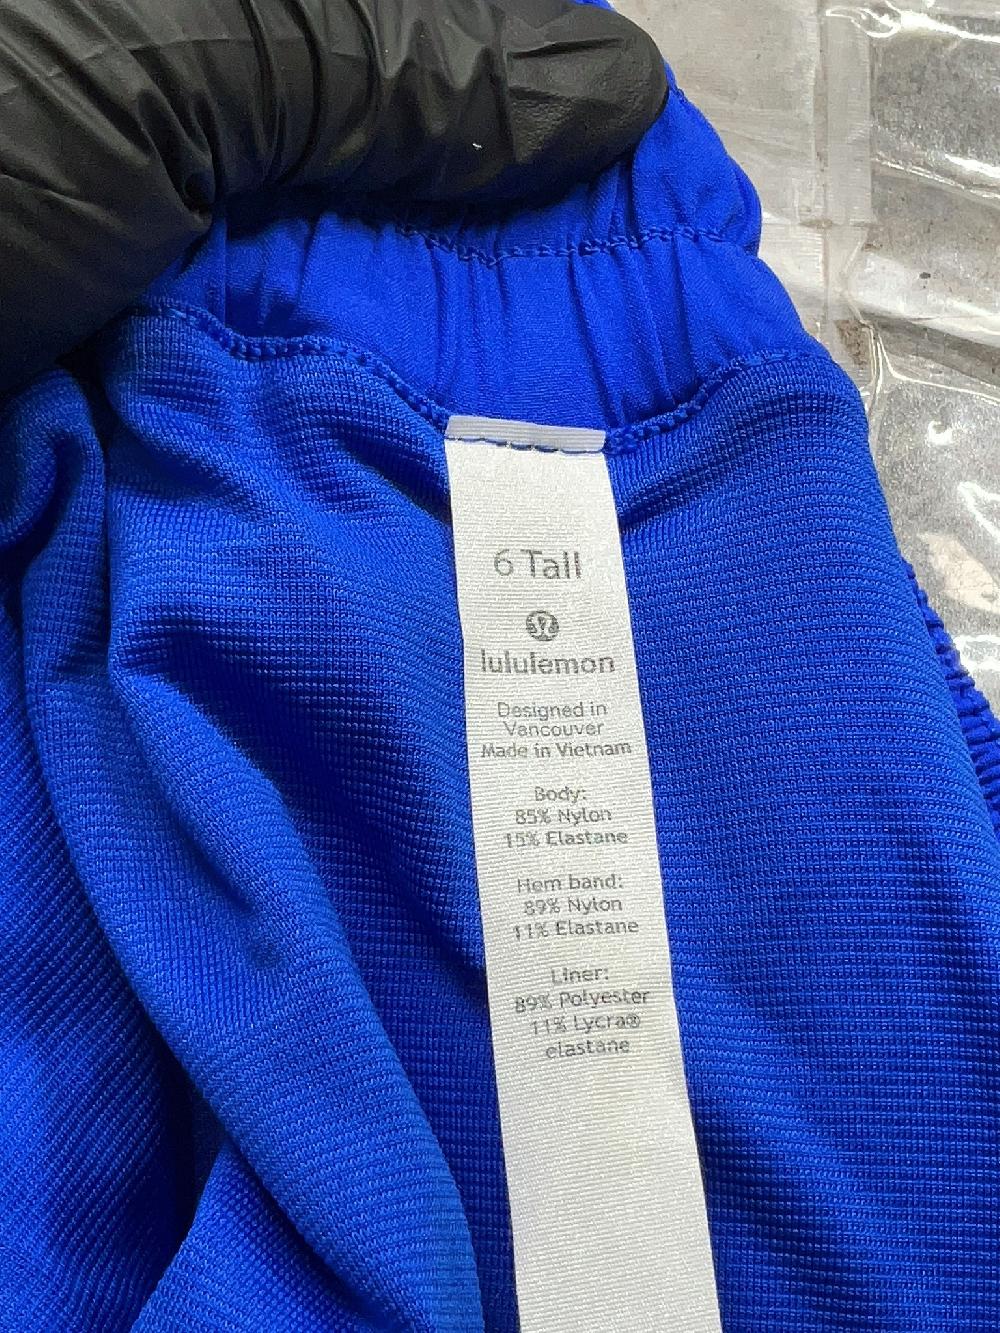 6 Tall
lululemon
Designed in
Vancouver
Made in Vietnam
Body:
85% Nylon
15% Elastane
Hem band:
89% Nylon
11% Elastane
Liner:
89% Polyester
11% Lycra®
elastane